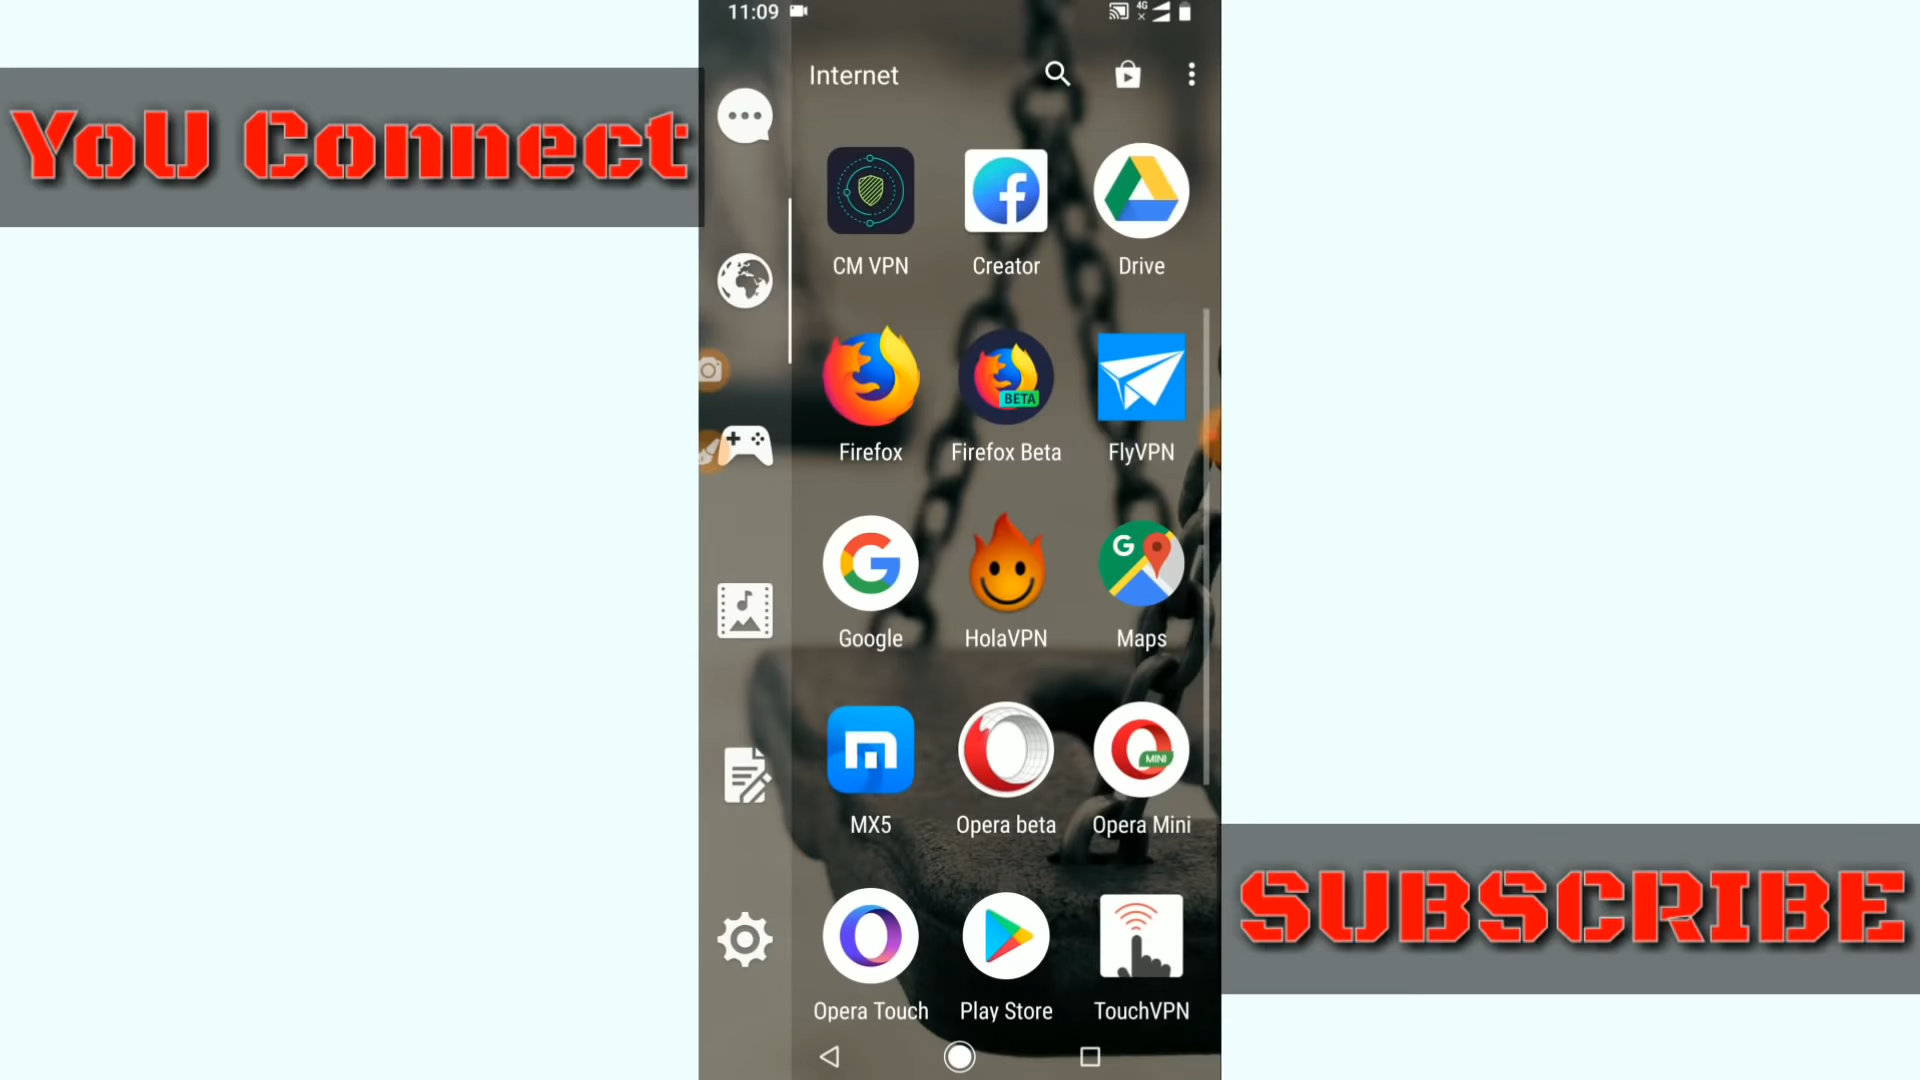 11:09
4G
YoU Connect
Internet
CM VPN
Creator
Drive
BETA
Firefox
Firefox Beta
FlyVPN
G
G
Google
HolaVPN
Maps
MINI
MX5
Opera beta
Opera Mini
SUBSCRIBE
Opera Touch
Play Store
TouchVPN